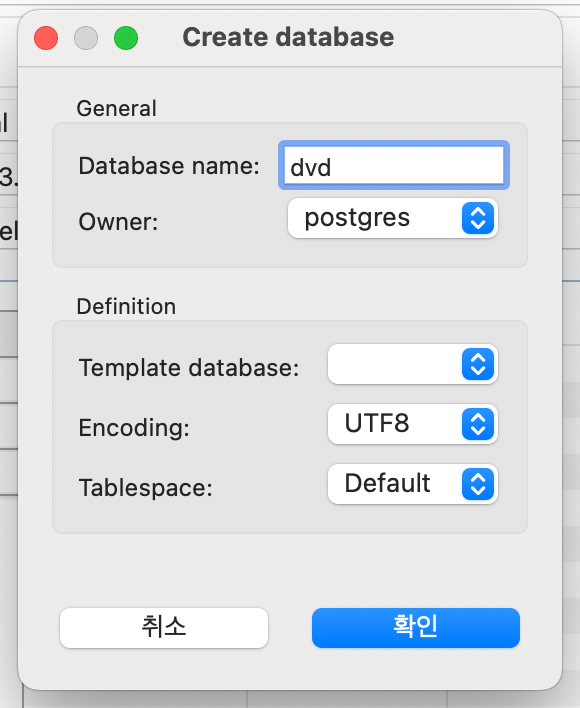 Create database
General
Database name: dvd
Owner: postgres
Definition
Template database:
Encoding: UTF8
Tablespace: Default
취소 확인